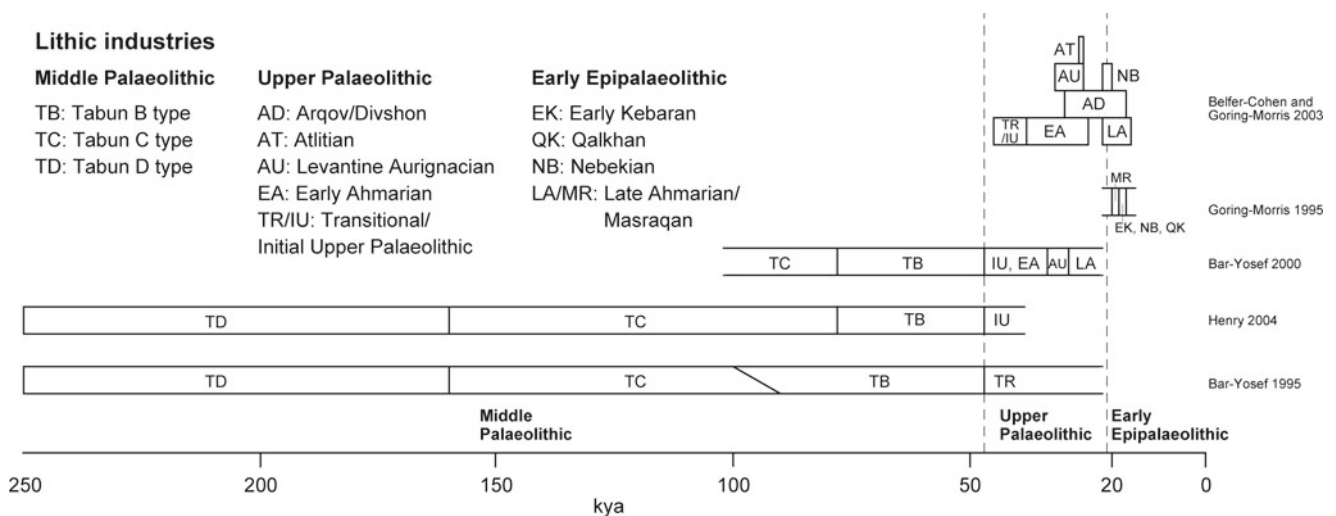 Lithic industries
Middle Palaeolithic
TB: Tabun B type
TC: Tabun C type
TD: Tabun D type
Upper Palaeolithic
AD: Arqov/Divshon
AT: Atlitian
AU: Levantine Aurignacian
EA: Early Ahmarian
TR/IU: Transitional/
Initial Upper Palaeolithic
Early Epipalaeolithic
EK: Early Kebaran
QK: Qalkhan
NB: Nebekian
LA/MR: Late Ahmarian/
Masraqan
AT
AU
NB
AD
TR
/IU
EA
LA
Belfer-Cohen and
Goring-Morris 2003
MR
EK, NB, QK
Goring-Morris 1995
TC
TB
IU, EA
AU
LA
Bar-Yosef 2000
TD
TC
TB
IU
Henry 2004
TD
TC
TB
TR
Bar-Yosef 1995
Middle
Palaeolithic
Upper
Palaeolithic
Early
Epipalaeolithic
250
200
150
100
50
20
0
kya